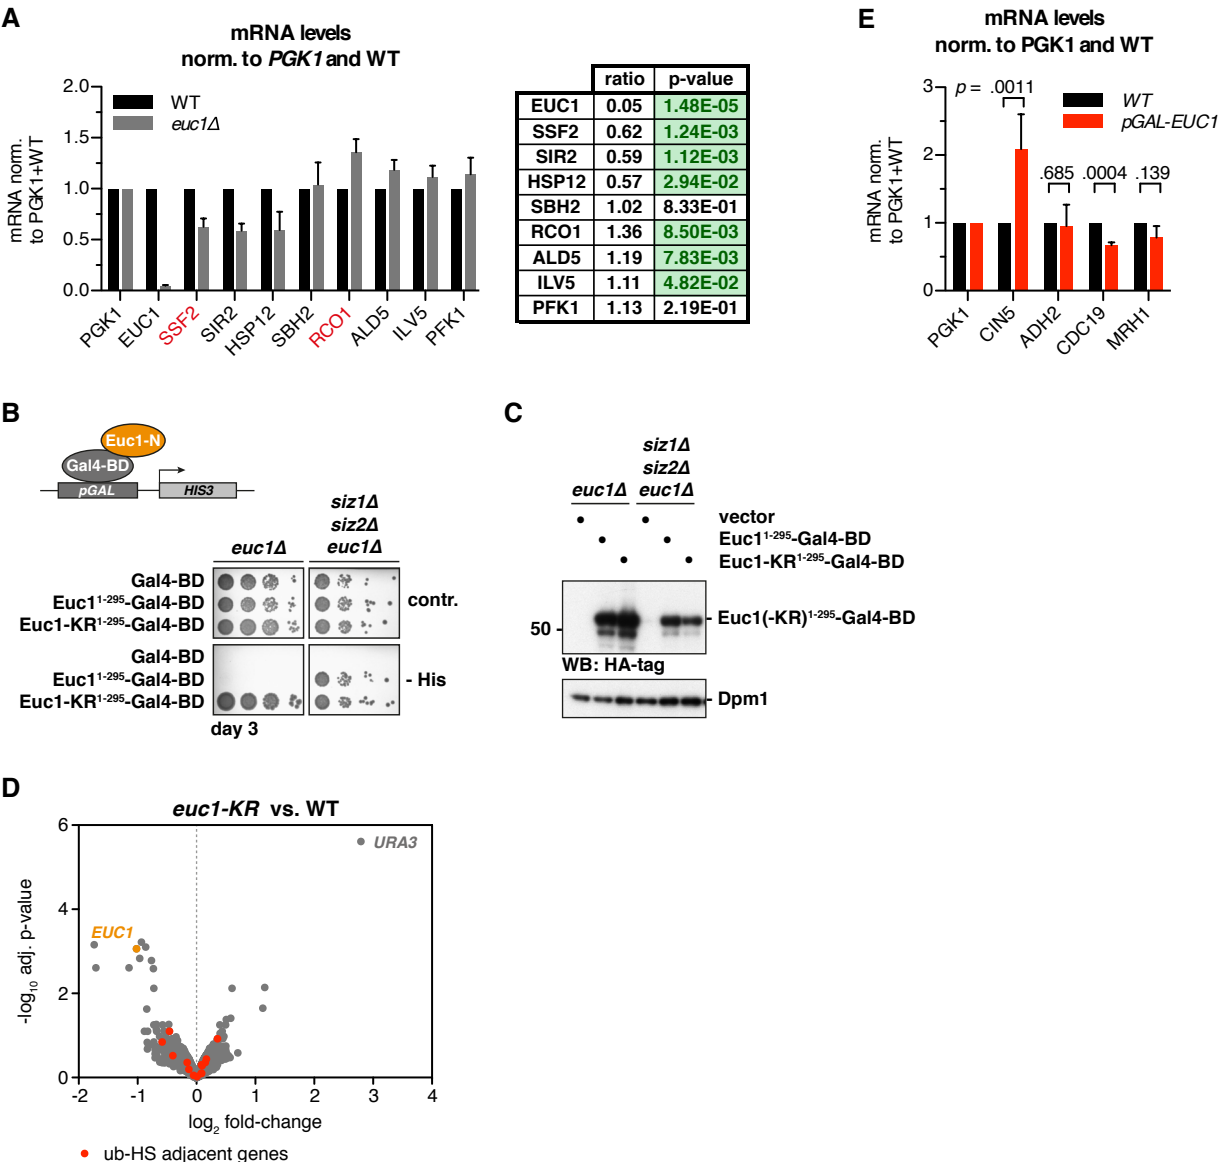 A
mRNA levels
norm. to PGK1 and WT
mRNA norm.
to PGK1+WT
2.0
1.5
1.0
0.5
0.0
WT
euc1Δ
PGK1
EUC1
SSF2
SIR2
HSP12
SBH2
RCO1
ALD5
ILV5
PFK1
ratio p-value
EUC1 0.05 1.48E-05
SSF2 0.62 1.24E-03
SIR2 0.59 1.12E-03
HSP12 0.57 2.94E-02
SBH2 1.02 8.33E-01
RCO1 1.36 8.50E-03
ALD5 1.19 7.83E-03
ILV5 1.11 4.82E-02
PFK1 1.13 2.19E-01
E
mRNA levels
norm. to PGK1 and WT
mRNA norm.
to PGK1+WT
3
2
1
0
p = .0011
.685 .0004 .139
WT
pGAL-EUC1
PGK1
CIN5
ADH2
CDC19
MRH1
B
Euc1-N
Gal4-BD
pGAL
HIS3
euc1Δ
siz1Δ
siz2Δ
euc1Δ
Gal4-BD
Euc1¹⁻²⁹⁵-Gal4-BD
Euc1-KR¹⁻²⁹⁵-Gal4-BD
contr.
Gal4-BD
Euc1¹⁻²⁹⁵-Gal4-BD
Euc1-KR¹⁻²⁹⁵-Gal4-BD
- His
day 3
C
euc1Δ
siz1Δ
siz2Δ
euc1Δ
vector
Euc1¹⁻²⁹⁵-Gal4-BD
Euc1-KR¹⁻²⁹⁵-Gal4-BD
50 -
- Euc1(-KR)¹⁻²⁹⁵-Gal4-BD
WB: HA-tag
- Dpm1
D
euc1-KR vs. WT
-log₁₀ adj. p-value
6
4
2
0
URA3
EUC1
-2 -1 0 1 2 3 4
log₂ fold-change
ub-HS adjacent genes